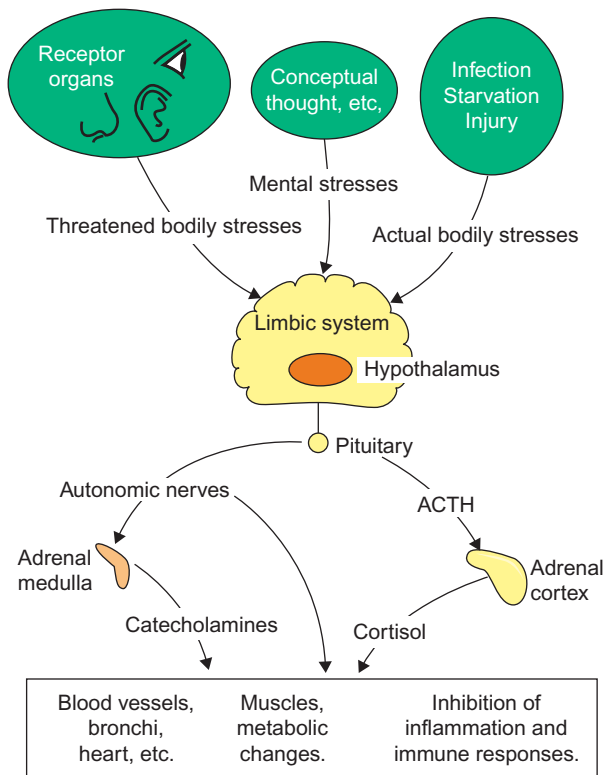 Receptor
organs
Conceptual
thought, etc,
Infection
Starvation
Injury
Mental stresses
Threatened bodily stresses
Actual bodily stresses
Limbic system
Hypothalamus
Pituitary
Autonomic nerves
ACTH
Adrenal
medulla
Adrenal
cortex
Catecholamines
Cortisol
Blood vessels,
bronchi,
heart, etc.
Muscles,
metabolic
changes.
Inhibition of
inflammation and
immune responses.